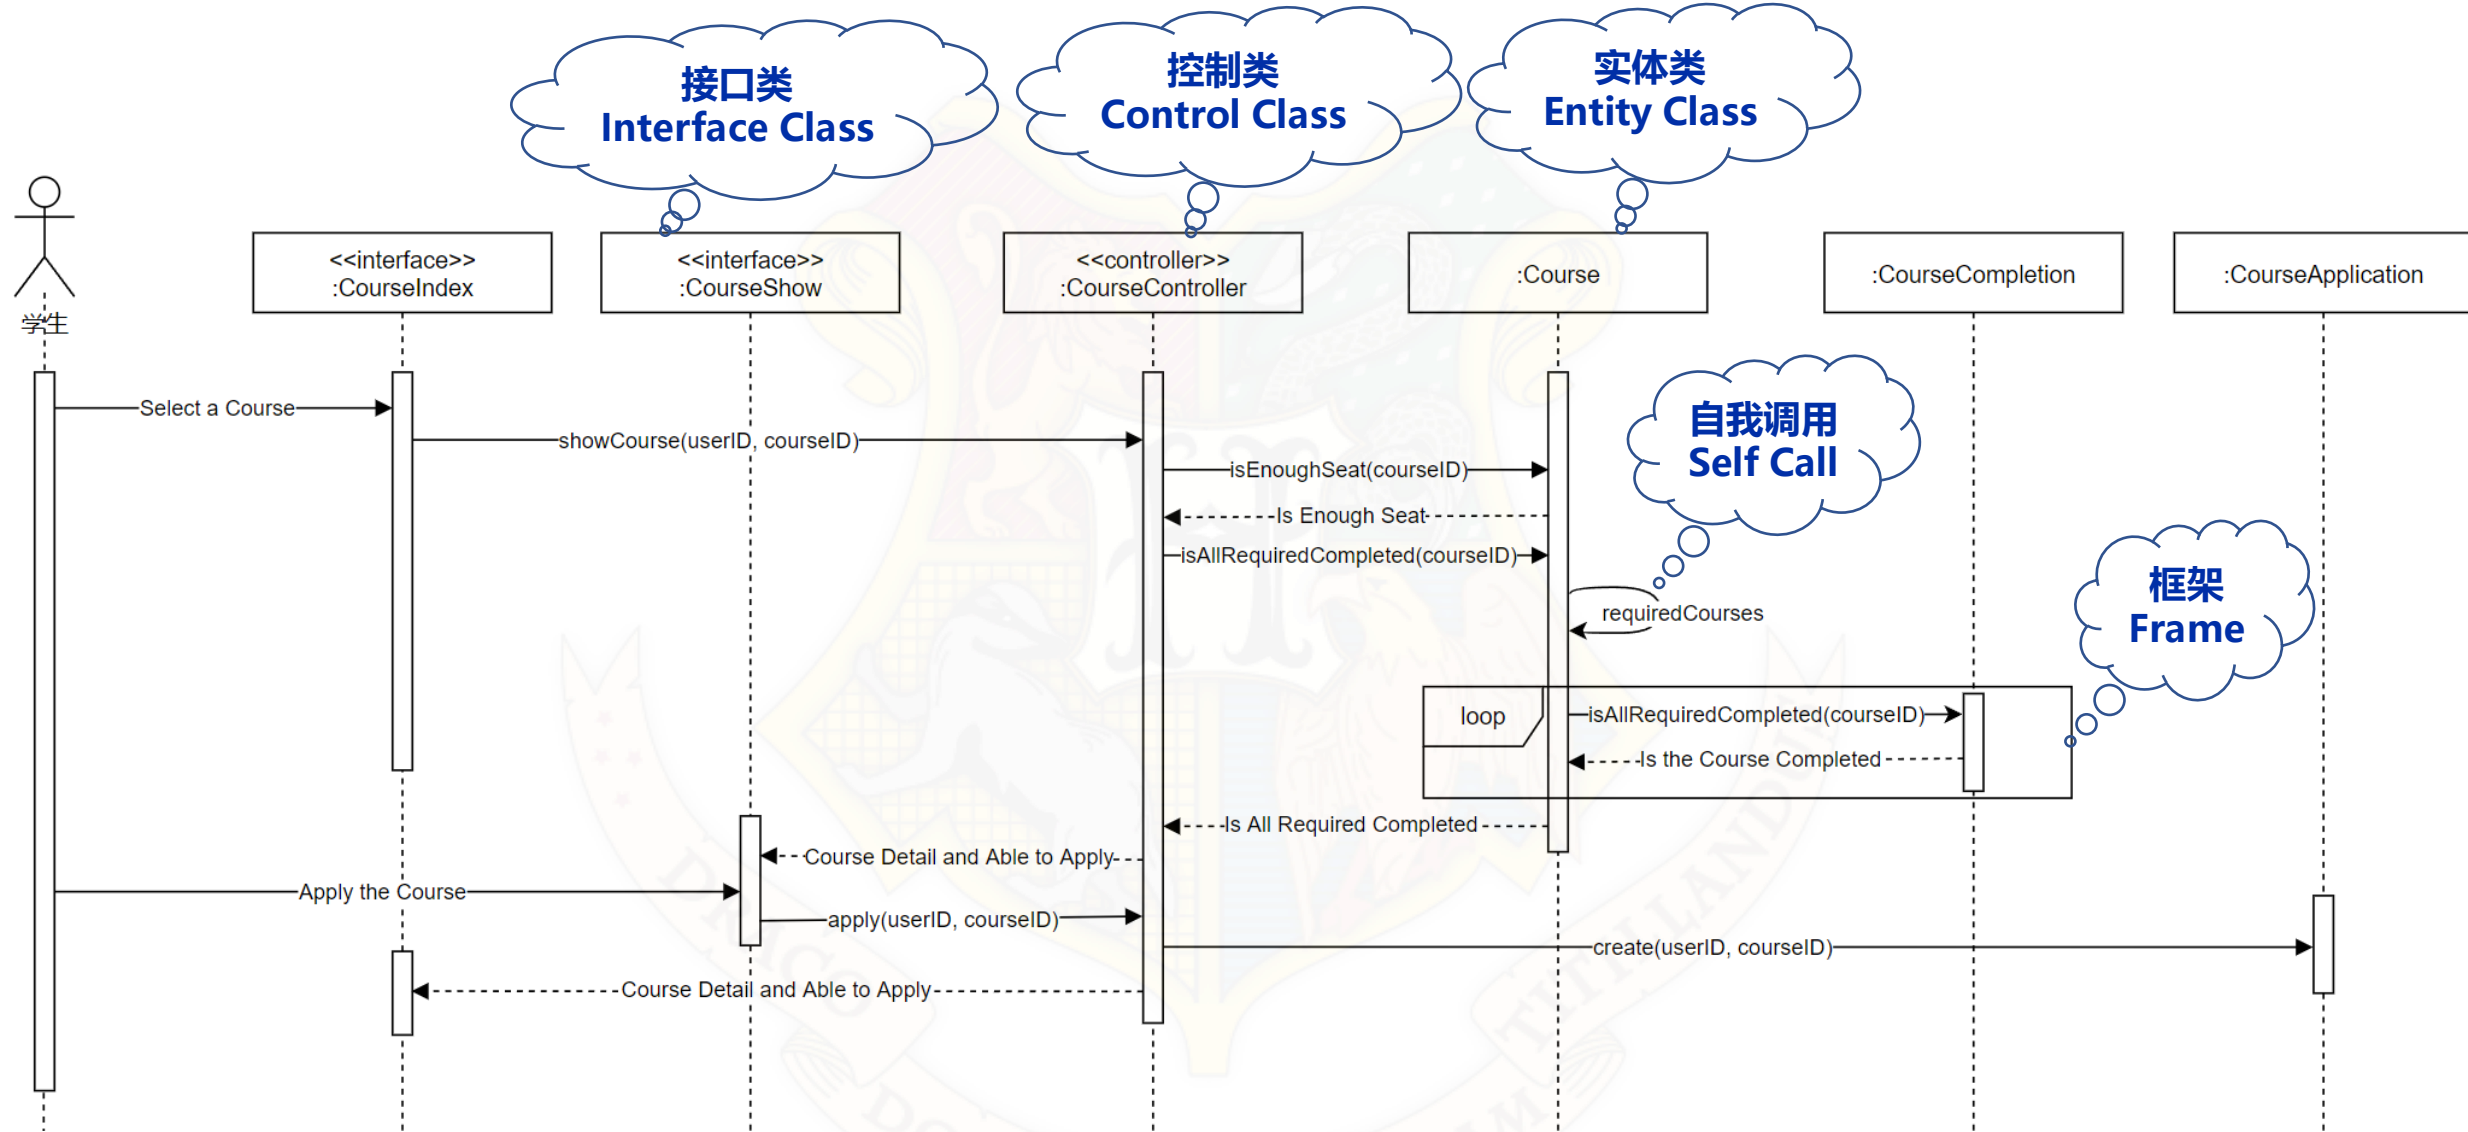 接口类
Interface Class
控制类
Control Class
实体类
Entity Class
<<interface>>
:CourseIndex
<<interface>>
:CourseShow
<<controller>>
:CourseController
:Course
:CourseCompletion
:CourseApplication
学生
Select a Course
showCourse(userID, courseID)
isEnoughSeat(courseID)
Is Enough Seat
isAllRequiredCompleted(courseID)
自我调用
Self Call
requiredCourses
框架
Frame
loop
isAllRequiredCompleted(courseID)
Is the Course Completed
Is All Required Completed
Course Detail and Able to Apply
Apply the Course
apply(userID, courseID)
create(userID, courseID)
Course Detail and Able to Apply
DRACO
TITILLANDUS